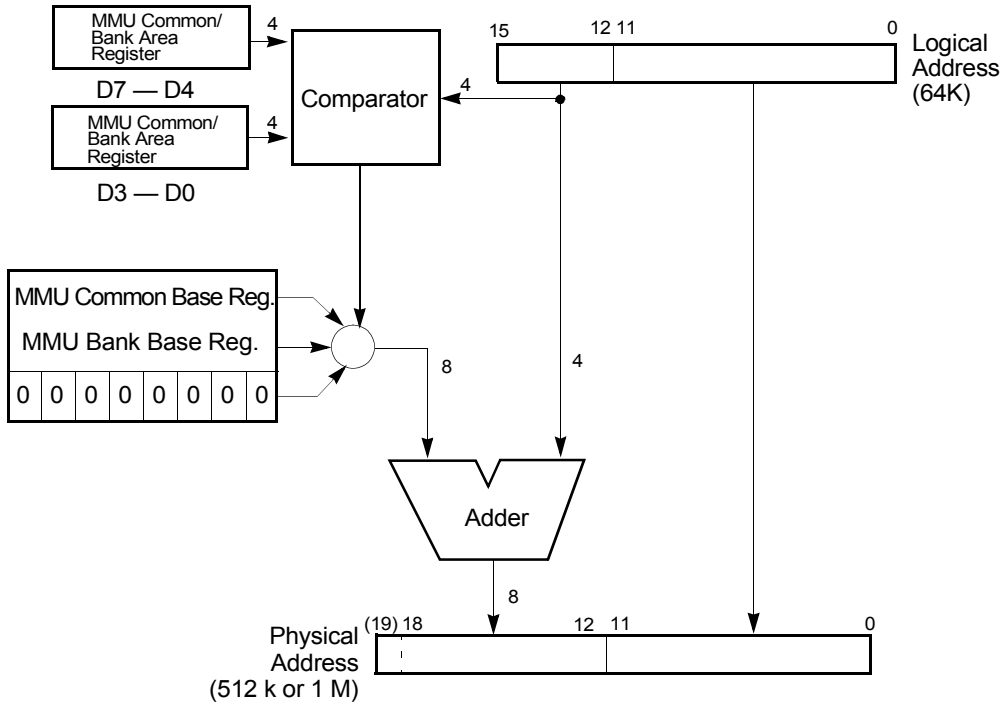 MMU Common/
Bank Area
Register
4
D7 — D4
MMU Common/
Bank Area
Register
4
D3 — D0
Comparator
4
15
12 11
0
Logical
Address
(64K)
MMU Common Base Reg.
MMU Bank Base Reg.
0 0 0 0 0 0 0 0
8
4
Adder
8
Physical
Address
(512 k or 1 M)
(19) 18
12 11
0